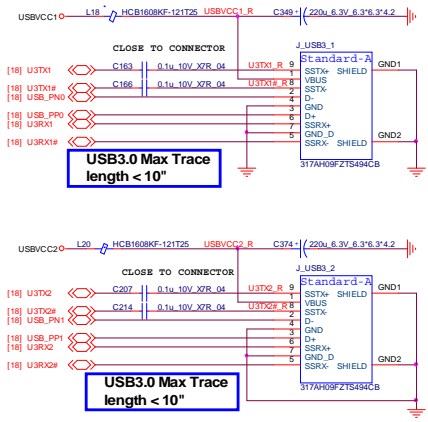 USBVCC1 L18 HCB1608KF-121T25 USBVCC1_R C349 220u_6.3V_6.3*6.3*4.2
CLOSE TO CONNECTOR
J_USB3_1
Standard-A
[18] U3TX1 C163 0.1u_10V_X7R_04 U3TX1_R 9 SSTX+ SHIELD GND1
1 VBUS
[18] U3TX1# C166 0.1u_10V_X7R_04 U3TX1#_R 8 SSTX-
[18] USB_PN0 2 D-
3 GND
[18] USB_PP0 6 D+
[18] U3RX1 7 SSRX+
4 GND_D
[18] U3RX1# 5 SSRX- SHIELD GND2
317AH09FZTS494CB
USB3.0 Max Trace
length < 10"
USBVCC2 L20 HCB1608KF-121T25 USBVCC2_R C374 220u_6.3V_6.3*6.3*4.2
CLOSE TO CONNECTOR
J_USB3_2
Standard-A
[18] U3TX2 C207 0.1u_10V_X7R_04 U3TX2_R 9 SSTX+ SHIELD GND1
1 VBUS
[18] U3TX2# C214 0.1u_10V_X7R_04 U3TX2#_R 8 SSTX-
[18] USB_PN1 2 D-
3 GND
[18] USB_PP1 6 D+
[18] U3RX2 7 SSRX+
4 GND_D
[18] U3RX2# 5 SSRX- SHIELD GND2
317AH09FZTS494CB
USB3.0 Max Trace
length < 10"